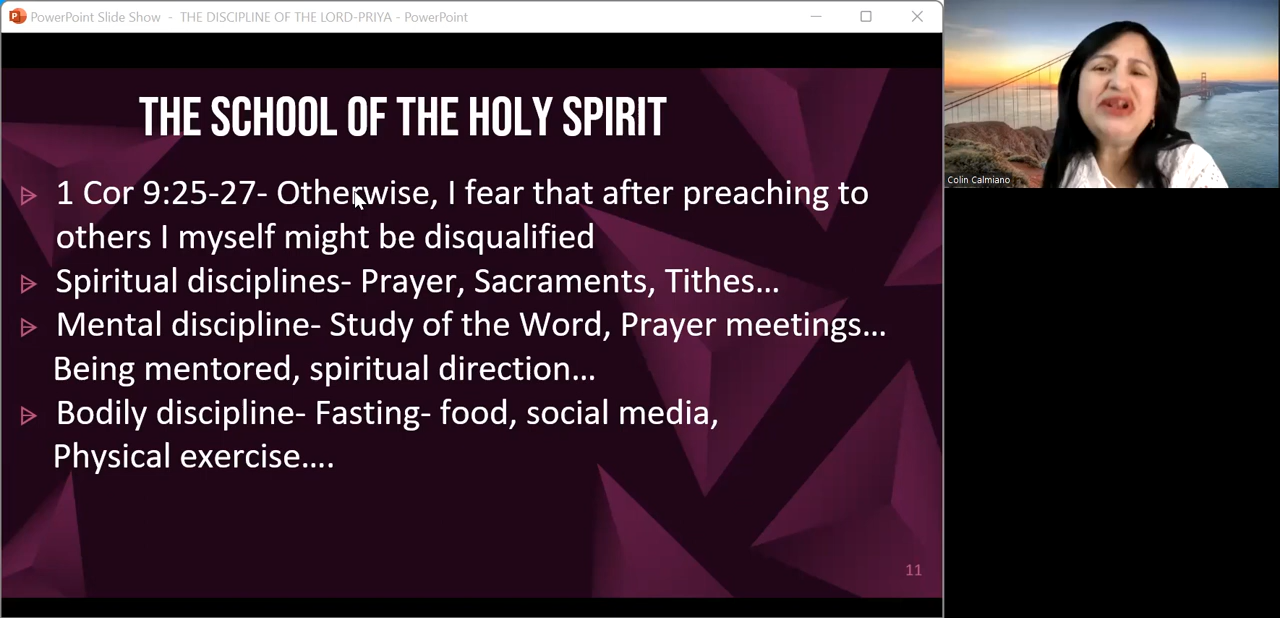 PowerPoint Slide Show - THE DISCIPLINE OF THE LORD-PRIYA - PowerPoint
THE SCHOOL OF THE HOLY SPIRIT
1 Cor 9:25-27- Otherwise, I fear that after preaching to
others I myself might be disqualified
Spiritual disciplines- Prayer, Sacraments, Tithes...
Mental discipline- Study of the Word, Prayer meetings...
Being mentored, spiritual direction...
Bodily discipline- Fasting- food, social media,
Physical exercise....
11
Colin Calmiano